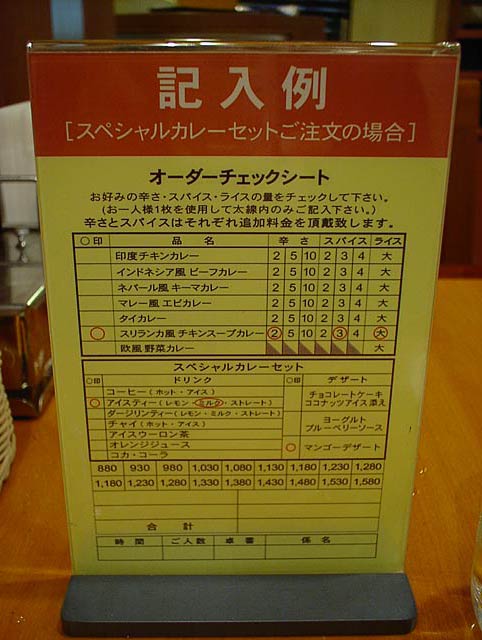 記入例
[スペシャルカレーセットご注文の場合]
オーダーチェックシート
お好みの辛さ・スパイス・ライスの量をチェックして下さい。
(お一人様1枚を使用して太線内のみご記入下さい。)
辛さとスパイスはそれぞれ追加料金を頂戴致します。
○印 品名 辛さ スパイス ライス
印度チキンカレー 2 5 10 2 3 4 大
インドネシア風 ビーフカレー 2 5 10 2 3 4 大
ネパール風 キーマカレー 2 5 10 2 3 4 大
マレー風 エビカレー 2 5 10 2 3 4 大
タイカレー 2 5 10 2 3 4 大
○ スリランカ風 チキンスープカレー 2 5 10 2 3 4 大
欧風 野菜カレー 大
スペシャルカレーセット
○印 ドリンク ○印 デザート
コーヒー(ホット・アイス)
○ アイスティー(レモン・ミルク・ストレート)
ダージリンティー(レモン・ミルク・ストレート)
チャイ(ホット・アイス)
アイスウーロン茶
オレンジジュース
コカ・コーラ
チョコレートケーキ
ココナッツアイス添え
ヨーグルト
ブルーベリーソース
○ マンゴーデザート
880 930 980 1,030 1,080 1,130 1,180 1,230 1,280
1,180 1,230 1,280 1,330 1,380 1,430 1,480 1,530 1,580
合計
時間 ご人数 卓番 係名